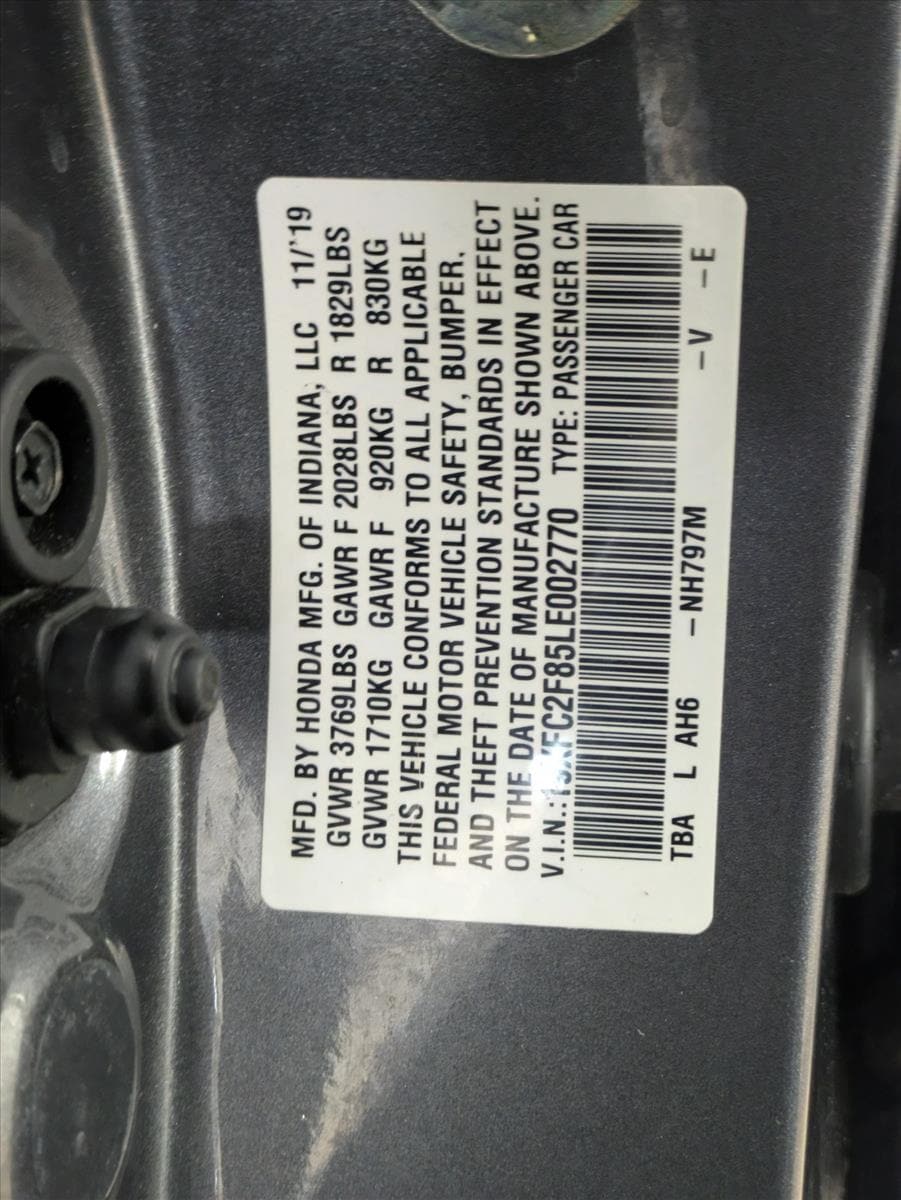 MFD. BY HONDA MFG. OF INDIANA, LLC 11/'19
GVWR 3769LBS GAWR F 2028LBS R 1829LBS
GVWR 1710KG GAWR F 920KG R 830KG
THIS VEHICLE CONFORMS TO ALL APPLICABLE
FEDERAL MOTOR VEHICLE SAFETY, BUMPER,
AND THEFT PREVENTION STANDARDS IN EFFECT
ON THE DATE OF MANUFACTURE SHOWN ABOVE.
V.I.N.:19XFC2F85LE002770 TYPE: PASSENGER CAR
TBA L AH6 -NH797M -V -E